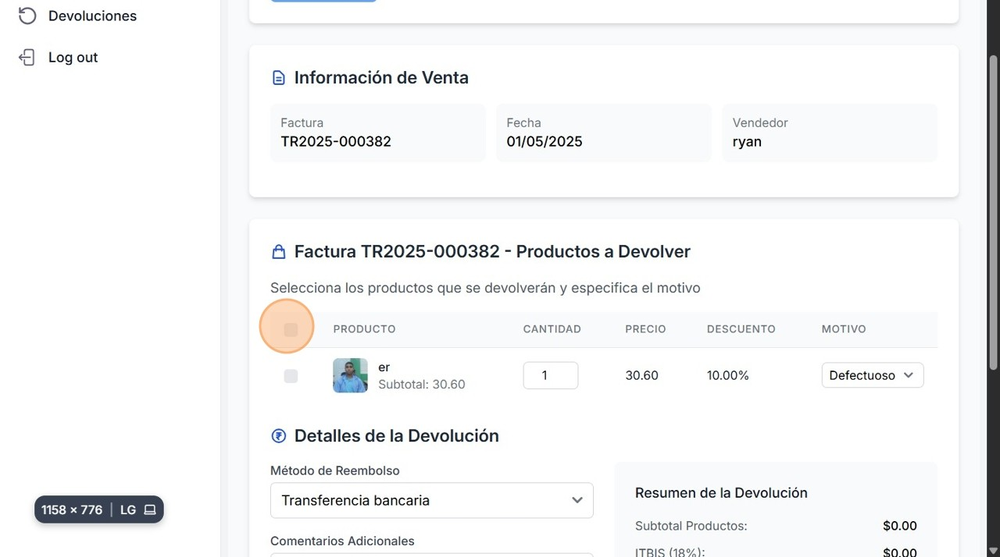 Devoluciones
Log out
Información de Venta
Factura
TR2025-000382
Fecha
01/05/2025
Vendedor
ryan
Factura TR2025-000382 - Productos a Devolver
Selecciona los productos que se devolverán y especifica el motivo
PRODUCTO CANTIDAD PRECIO DESCUENTO MOTIVO
er
Subtotal: 30.60
1 30.60 10.00% Defectuoso
Detalles de la Devolución
Método de Reembolso
Transferencia bancaria
Comentarios Adicionales
Resumen de la Devolución
Subtotal Productos: $0.00
ITBIS (18%): $0.00
1158 × 776 | LG